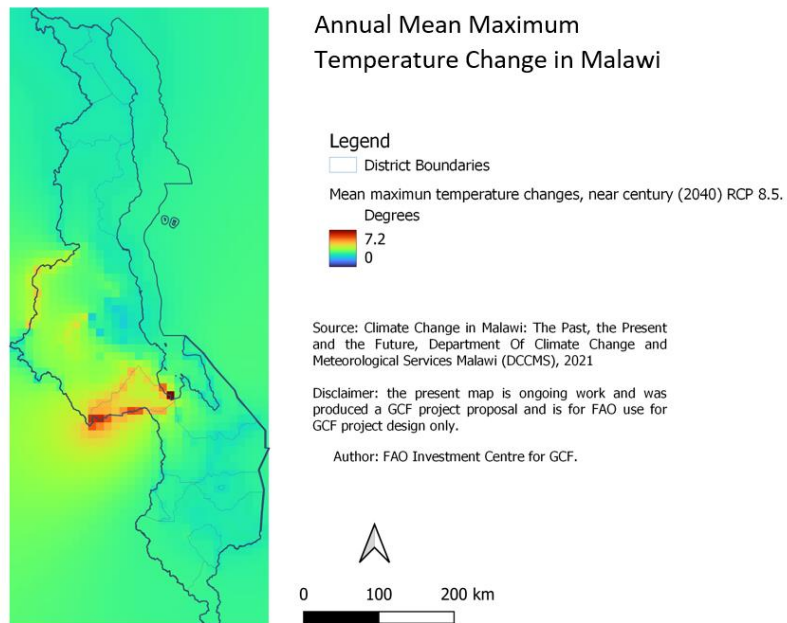 Annual Mean Maximum
Temperature Change in Malawi
Legend
District Boundaries
Mean maximun temperature changes, near century (2040) RCP 8.5.
Degrees
7.2
0
Source: Climate Change in Malawi: The Past, the Present
and the Future, Department Of Climate Change and
Meteorological Services Malawi (DCCMS), 2021
Disclaimer: the present map is ongoing work and was
produced a GCF project proposal and is for FAO use for
GCF project design only.
Author: FAO Investment Centre for GCF.
0 100 200 km